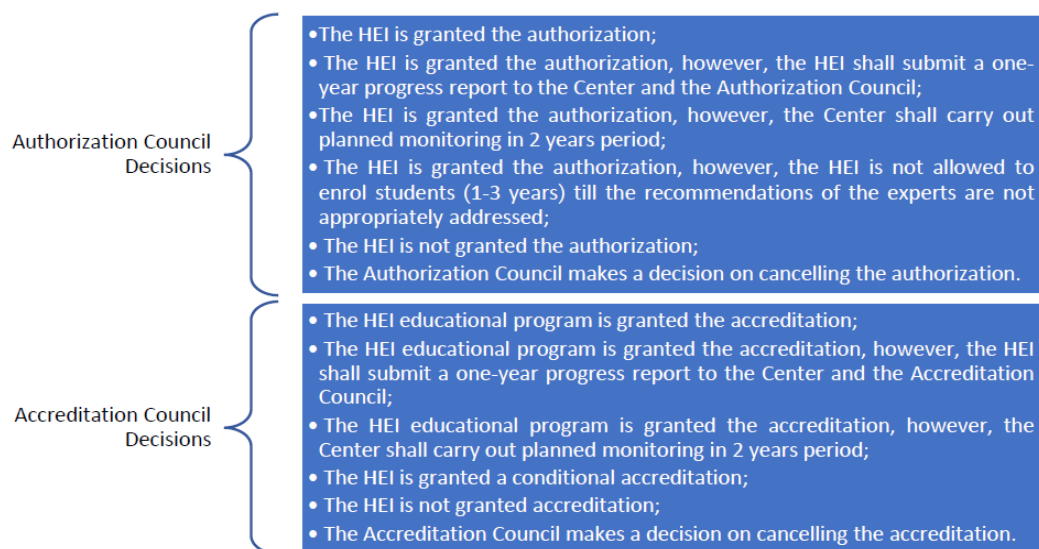 Authorization Council
Decisions
•The HEI is granted the authorization;
• The HEI is granted the authorization, however, the HEI shall submit a one-
year progress report to the Center and the Authorization Council;
•The HEI is granted the authorization, however, the Center shall carry out
planned monitoring in 2 years period;
•The HEI is granted the authorization, however, the HEI is not allowed to
enrol students (1-3 years) till the recommendations of the experts are not
appropriately addressed;
• The HEI is not granted the authorization;
• The Authorization Council makes a decision on cancelling the authorization.
Accreditation Council
Decisions
• The HEI educational program is granted the accreditation;
• The HEI educational program is granted the accreditation, however, the HEI
shall submit a one-year progress report to the Center and the Accreditation
Council;
• The HEI educational program is granted the accreditation, however, the
Center shall carry out planned monitoring in 2 years period;
• The HEI is granted a conditional accreditation;
• The HEI is not granted accreditation;
• The Accreditation Council makes a decision on cancelling the accreditation.